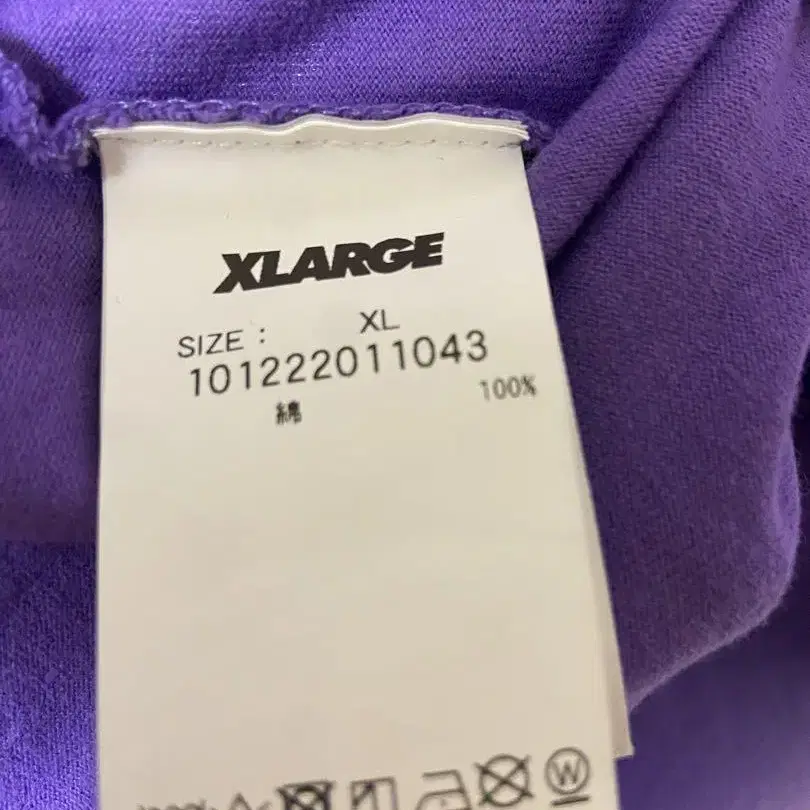 XLARGE
SIZE : XL
101222011043
綿 100%
W